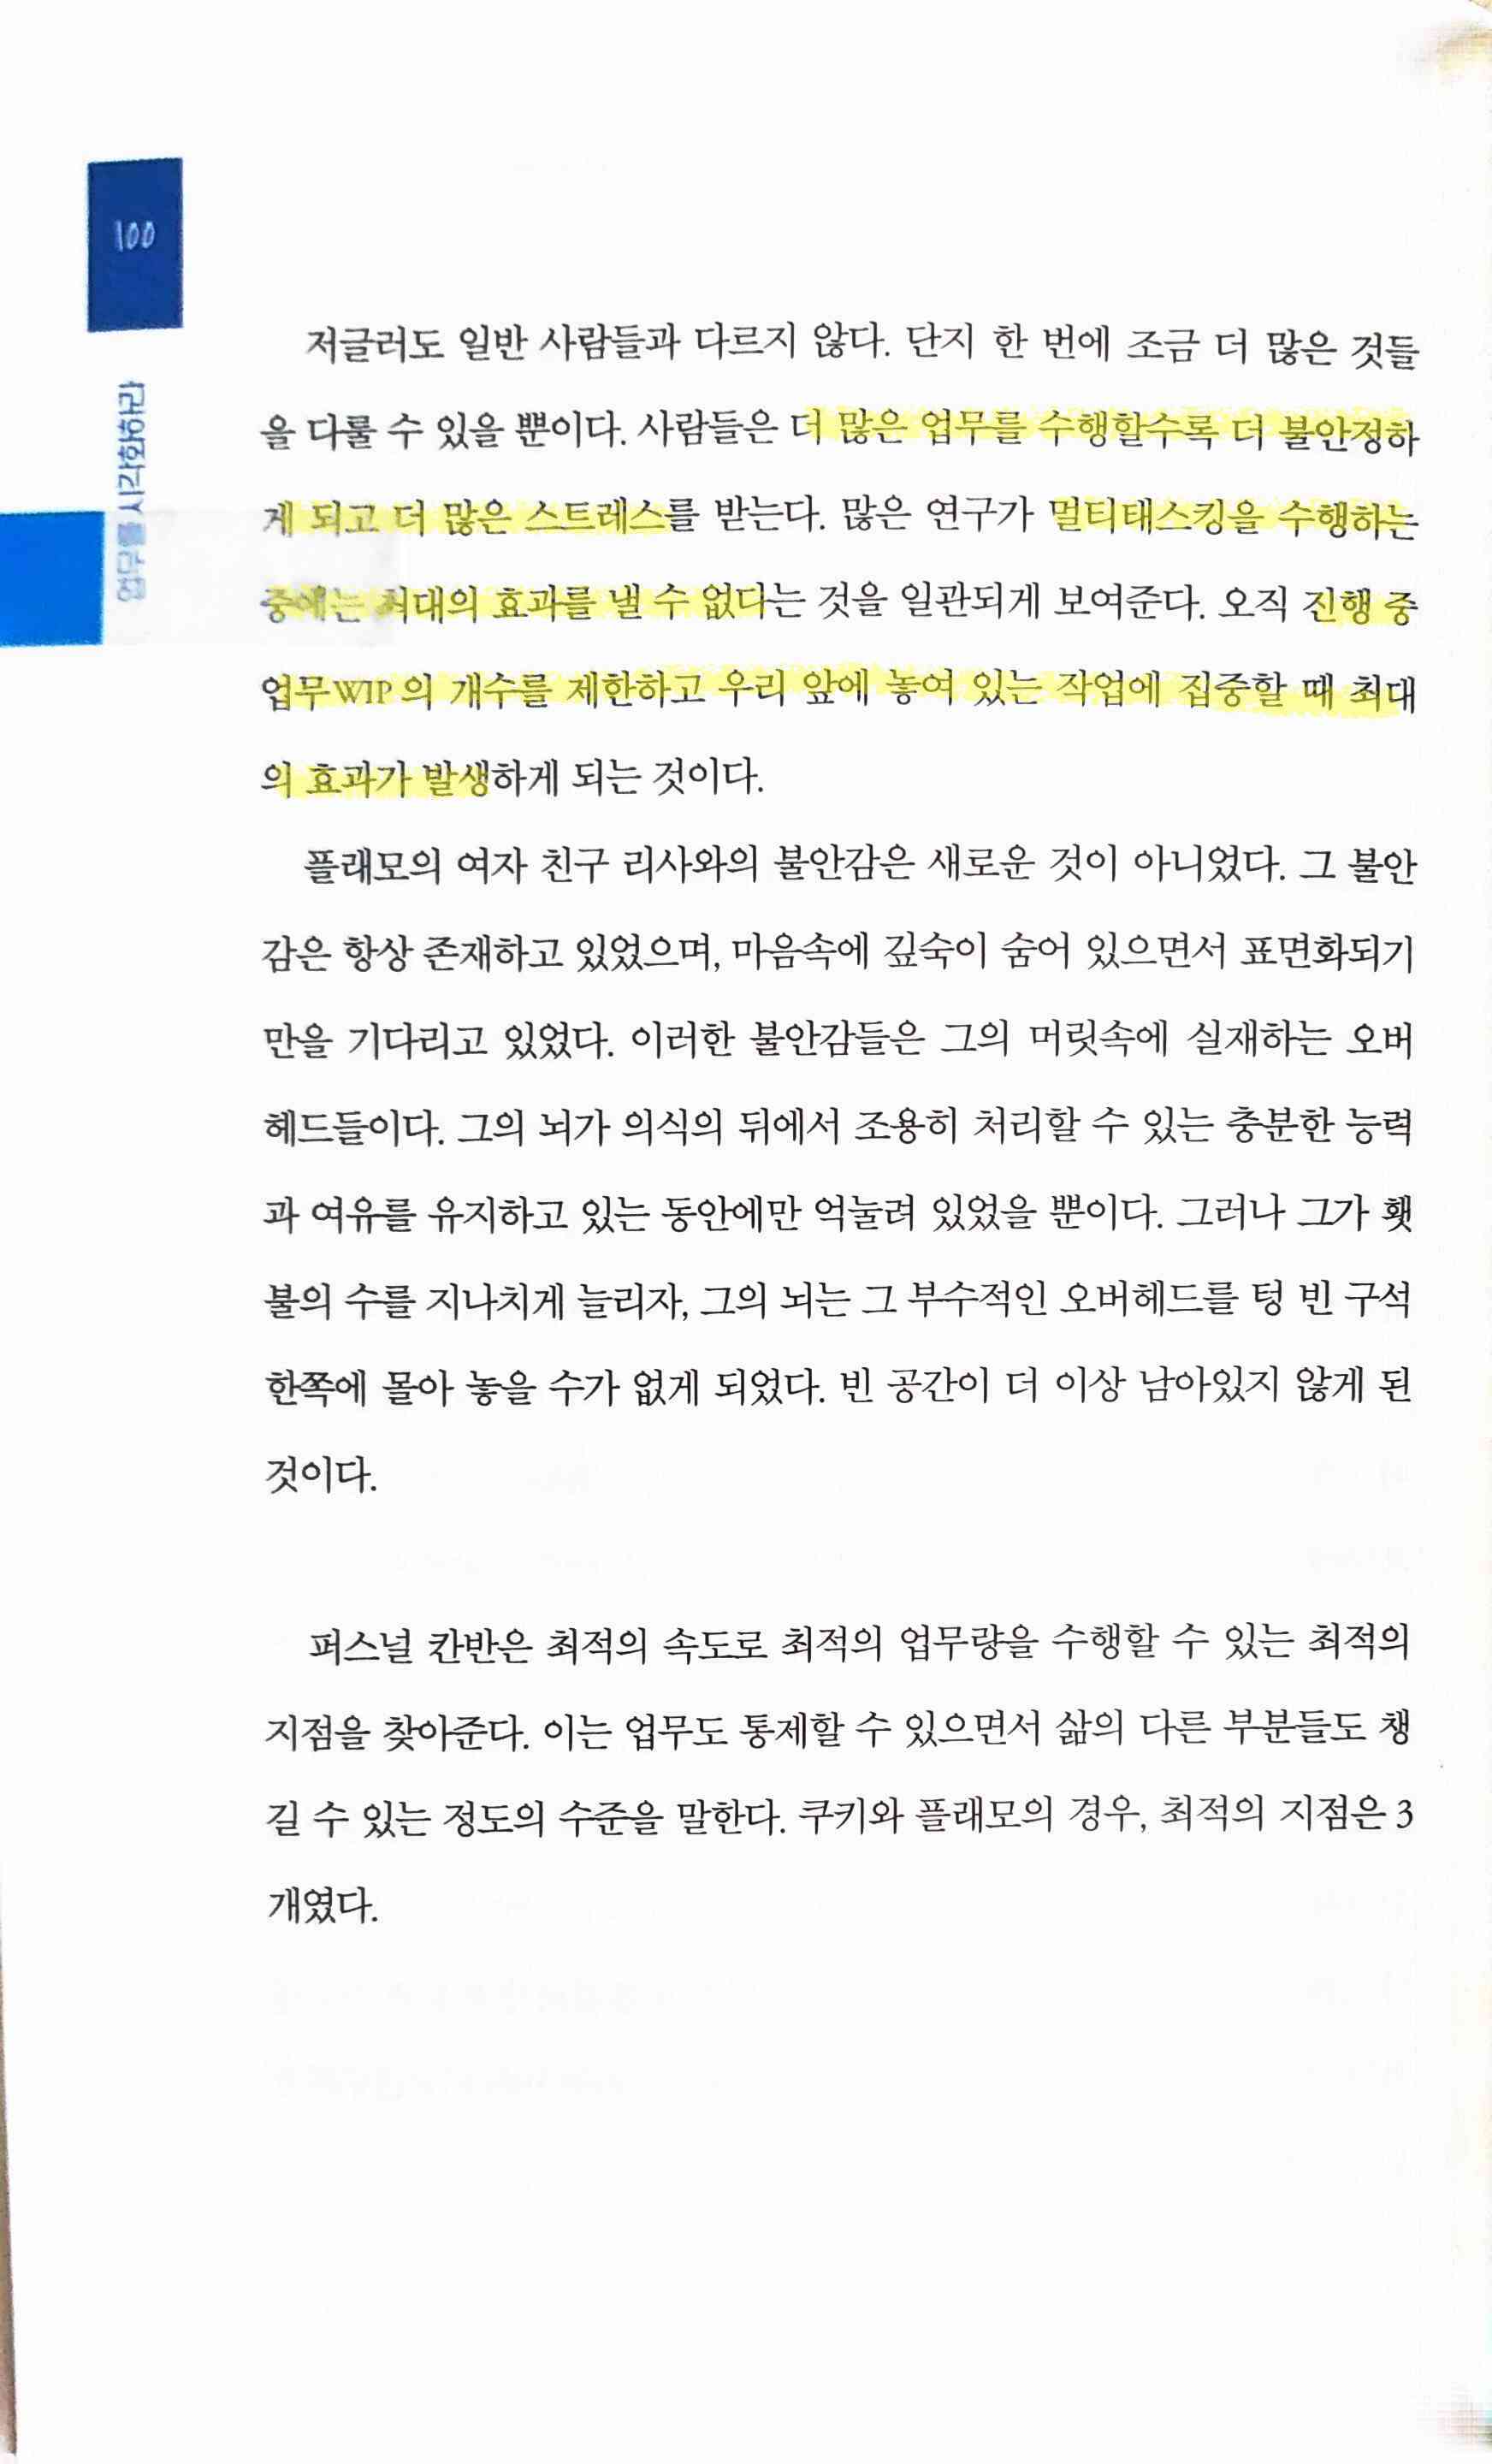 100
업무를 시각화하라
저글러도 일반 사람들과 다르지 않다. 단지 한 번에 조금 더 많은 것들
을 다룰 수 있을 뿐이다. 사람들은 더 많은 업무를 수행할수록 더 불안정하
게 되고 더 많은 스트레스를 받는다. 많은 연구가 멀티태스킹을 수행하는
중에는 최대의 효과를 낼 수 없다는 것을 일관되게 보여준다. 오직 진행 중
업무WIP의 개수를 제한하고 우리 앞에 놓여 있는 작업에 집중할 때 최대
의 효과가 발생하게 되는 것이다.
플래모의 여자 친구 리사와의 불안감은 새로운 것이 아니었다. 그 불안
감은 항상 존재하고 있었으며, 마음속에 깊숙이 숨어 있으면서 표면화되기
만을 기다리고 있었다. 이러한 불안감들은 그의 머릿속에 실재하는 오버
헤드들이다. 그의 뇌가 의식의 뒤에서 조용히 처리할 수 있는 충분한 능력
과 여유를 유지하고 있는 동안에만 억눌려 있었을 뿐이다. 그러나 그가 횃
불의 수를 지나치게 늘리자, 그의 뇌는 그 부수적인 오버헤드를 텅 빈 구석
한쪽에 몰아 놓을 수가 없게 되었다. 빈 공간이 더 이상 남아있지 않게 된
것이다.
퍼스널 칸반은 최적의 속도로 최적의 업무량을 수행할 수 있는 최적의
지점을 찾아준다. 이는 업무도 통제할 수 있으면서 삶의 다른 부분들도 챙
길 수 있는 정도의 수준을 말한다. 쿠키와 플래모의 경우, 최적의 지점은 3
개였다.